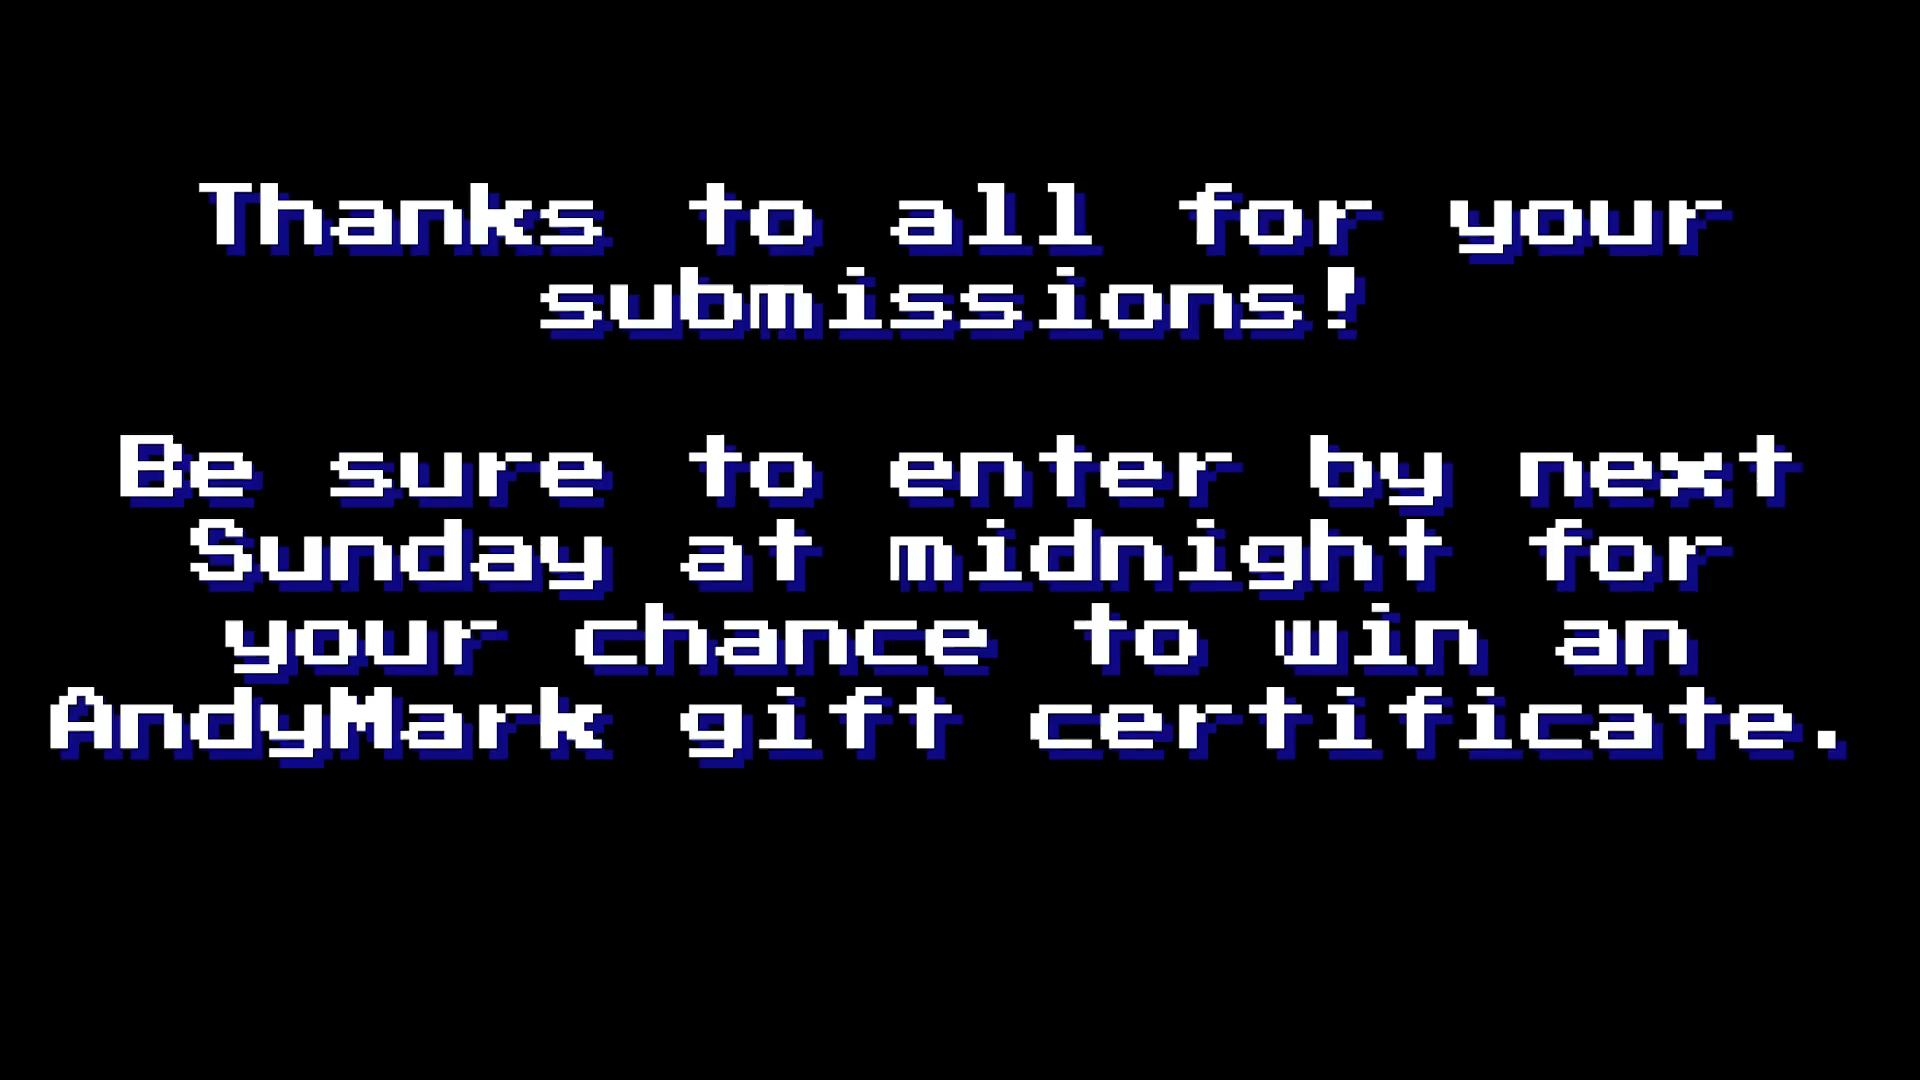 Thanks to all for your
submissions!
Be sure to enter by next
Sunday at midnight for
your chance to win an
AndyMark gift certificate.